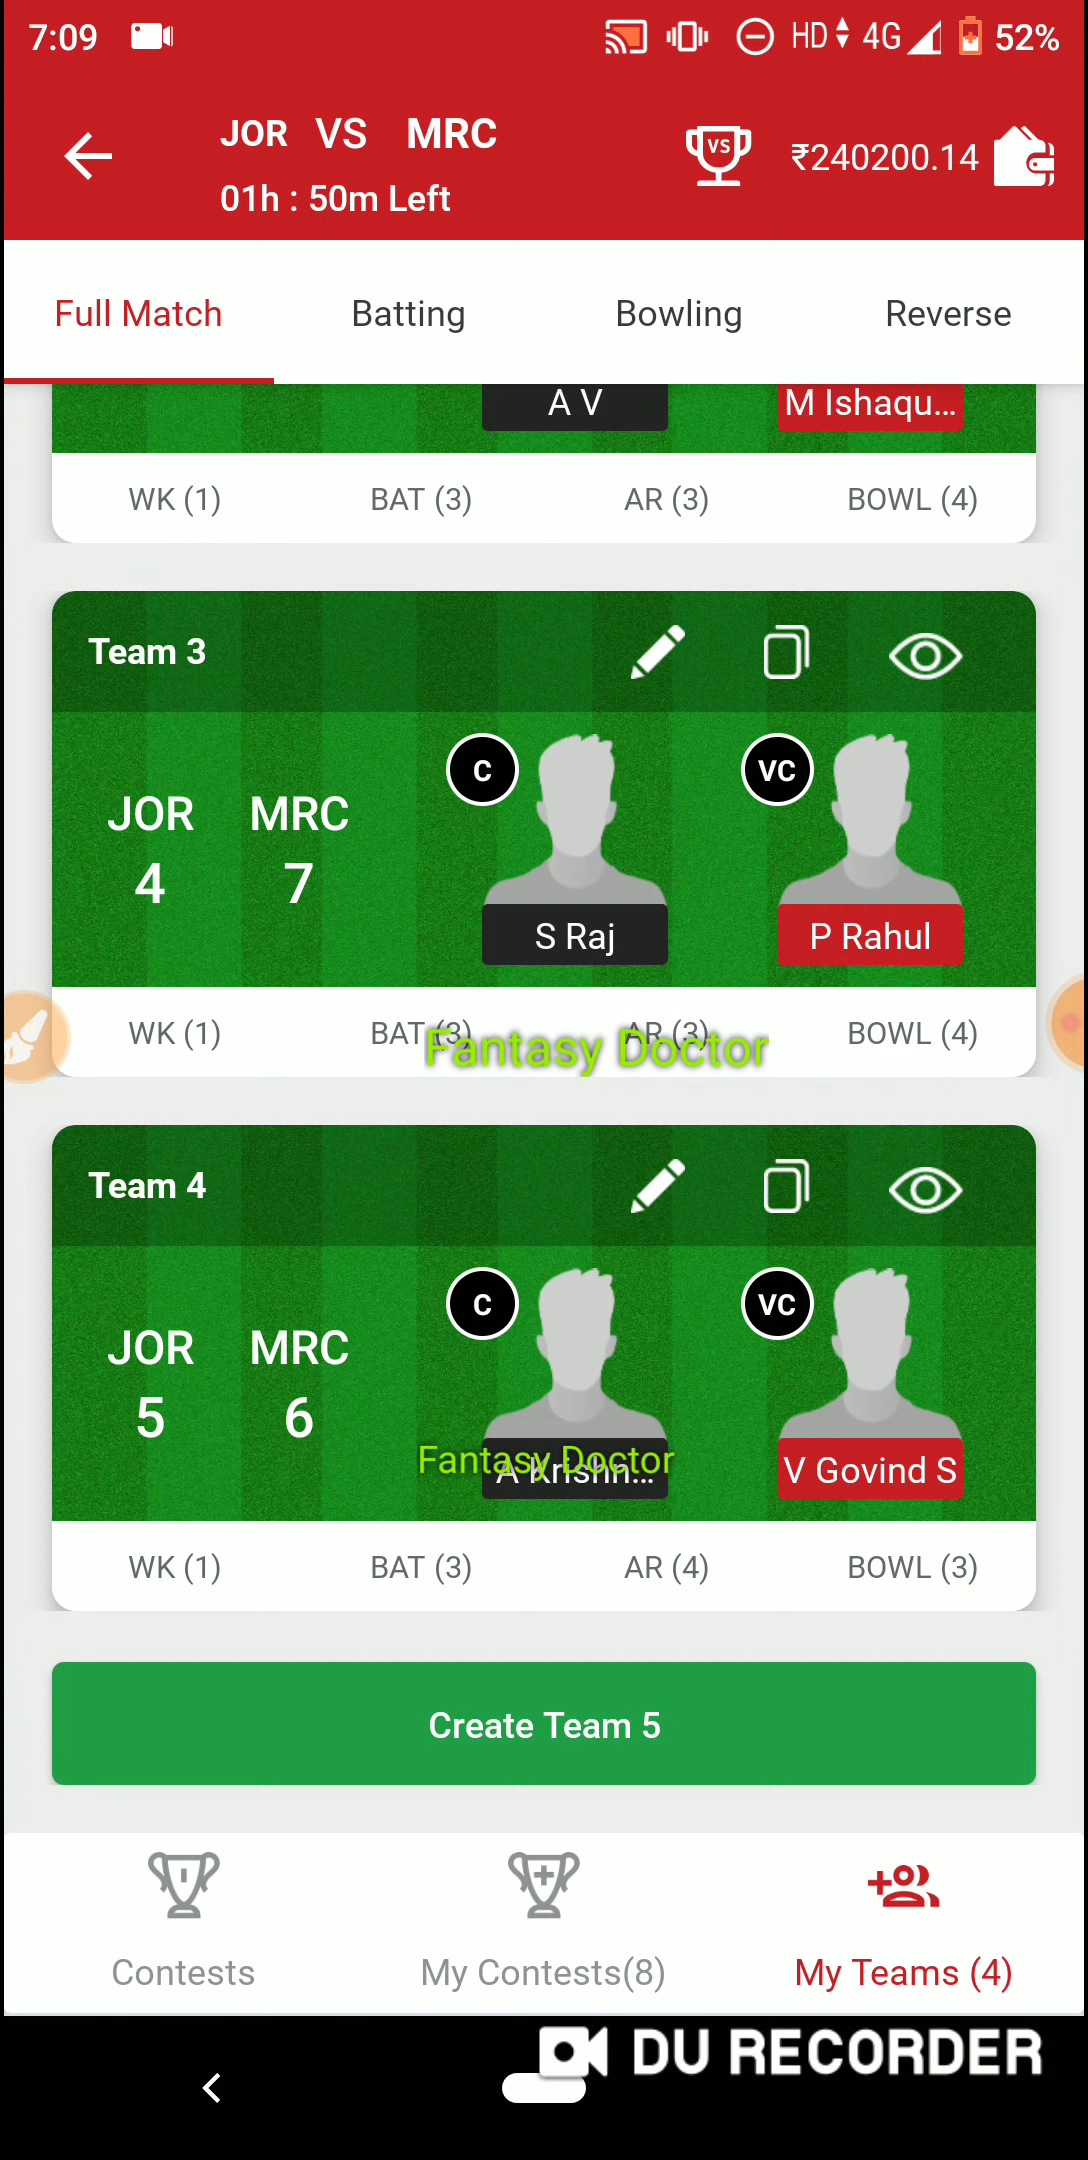 7:09 HD 4G 52%
JOR VS MRC
VS
₹240200.14
01h : 50m Left
Full Match Batting Bowling Reverse
A V M Ishaqu...
WK (1) BAT (3) AR (3) BOWL (4)
Team 3
C VC
JOR MRC
4 7
S Raj P Rahul
WK (1) BAT (3) AR (3) BOWL (4)
Fantasy Doctor
Team 4
C VC
JOR MRC
5 6
Fantasy Doctor
A Krishn... V Govind S
WK (1) BAT (3) AR (4) BOWL (3)
Create Team 5
Contests My Contests(8) My Teams (4)
DU RECORDER